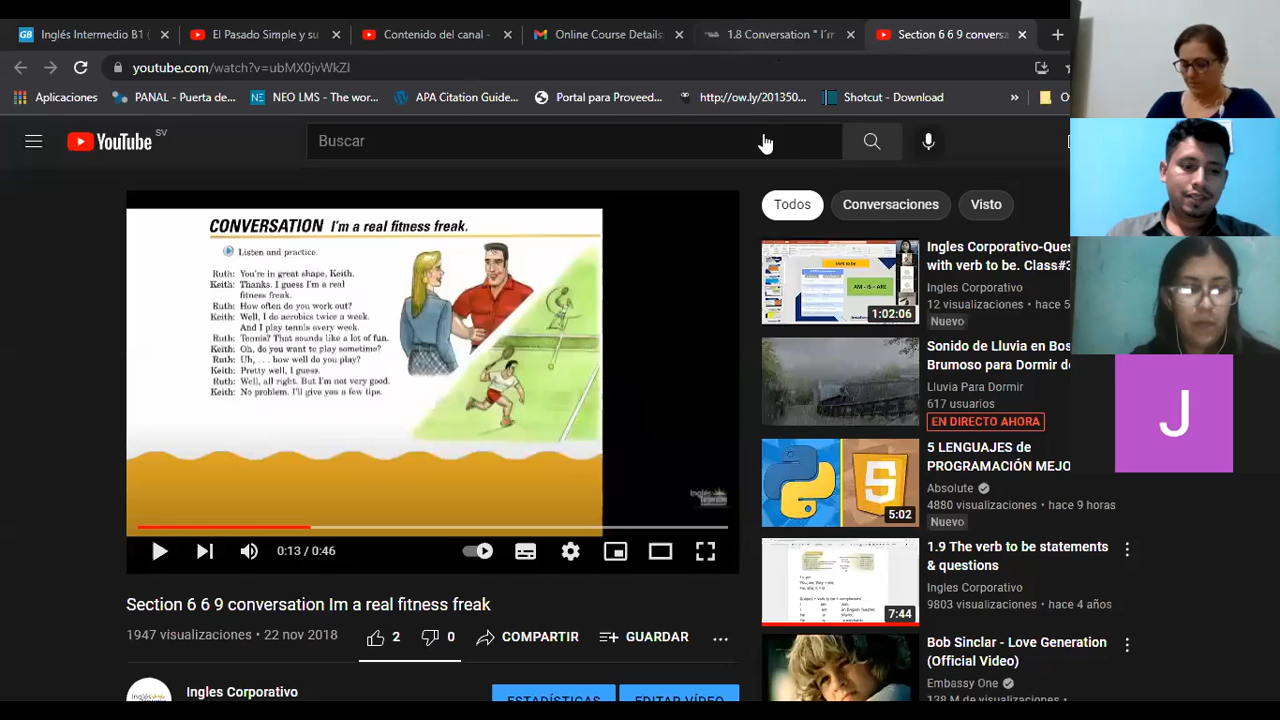 Inglés Intermedio B1 (
El Pasado Simple y su
Contenido del canal -
Online Course Details
1.8 Conversation " I´m
Section 6 6 9 conversa
youtube.com/watch?v=ubMX0jvWkZI
Aplicaciones
PANAL - Puerta de...
NEO LMS - The wor...
APA Citation Guide...
Portal para Proveed...
http://ow.ly/201350...
Shotcut - Download
»
YouTube SV
Buscar
Todos
Conversaciones
Visto
CONVERSATION I'm a real fitness freak.
Listen and practice.
Ruth: You're in great shape, Keith.
Keith: Thanks. I guess I'm a real
fitness freak.
Ruth: How often do you work out?
Keith: Well, I do aerobics twice a week.
And I play tennis every week.
Ruth: Tennis? That sounds like a lot of fun.
Keith: Oh, do you want to play sometime?
Ruth: Uh, . . . how well do you play?
Keith: Pretty well, I guess.
Ruth: Well, all right. But I'm not very good.
Keith: No problem. I'll give you a few tips.
Inglés Corporativo
0:13 / 0:46
Section 6 6 9 conversation Im a real fitness freak
1947 visualizaciones • 22 nov 2018
2
0
COMPARTIR
GUARDAR
Ingles Corporativo
ESTADÍSTICAS
EDITAR VÍDEO
AM - IS - ARE
1:02:06
Ingles Corporativo-Ques
with verb to be. Class#3
Ingles Corporativo
12 visualizaciones • hace 5
Nuevo
Sonido de Lluvia en Bos
Brumoso para Dormir de
Lluvia Para Dormir
617 usuarios
EN DIRECTO AHORA
5:02
5 LENGUAJES de
PROGRAMACIÓN MEJO
Absolute
4880 visualizaciones • hace 9 horas
Nuevo
7:44
1.9 The verb to be statements
& questions
Ingles Corporativo
9803 visualizaciones • hace 4 años
Bob Sinclar - Love Generation
(Official Video)
Embassy One
138 M de visualizaciones •
J